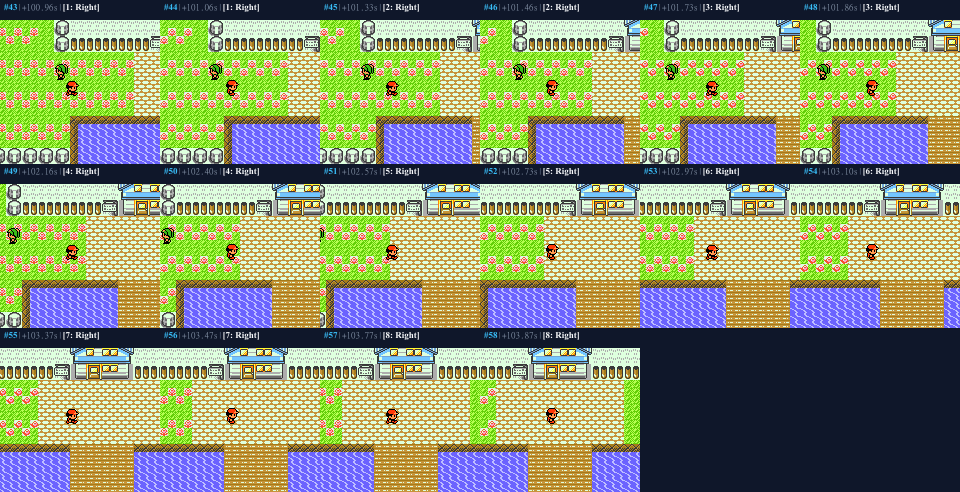 #43 | +100.96s | [1: Right]
#44 | +101.06s | [1: Right]
#45 | +101.33s | [2: Right]
#46 | +101.46s | [2: Right]
#47 | +101.73s | [3: Right]
#48 | +101.86s | [3: Right]
#49 | +102.16s | [4: Right]
#50 | +102.40s | [4: Right]
#51 | +102.57s | [5: Right]
#52 | +102.73s | [5: Right]
#53 | +102.97s | [6: Right]
#54 | +103.10s | [6: Right]
#55 | +103.37s | [7: Right]
#56 | +103.47s | [7: Right]
#57 | +103.77s | [8: Right]
#58 | +103.87s | [8: Right]